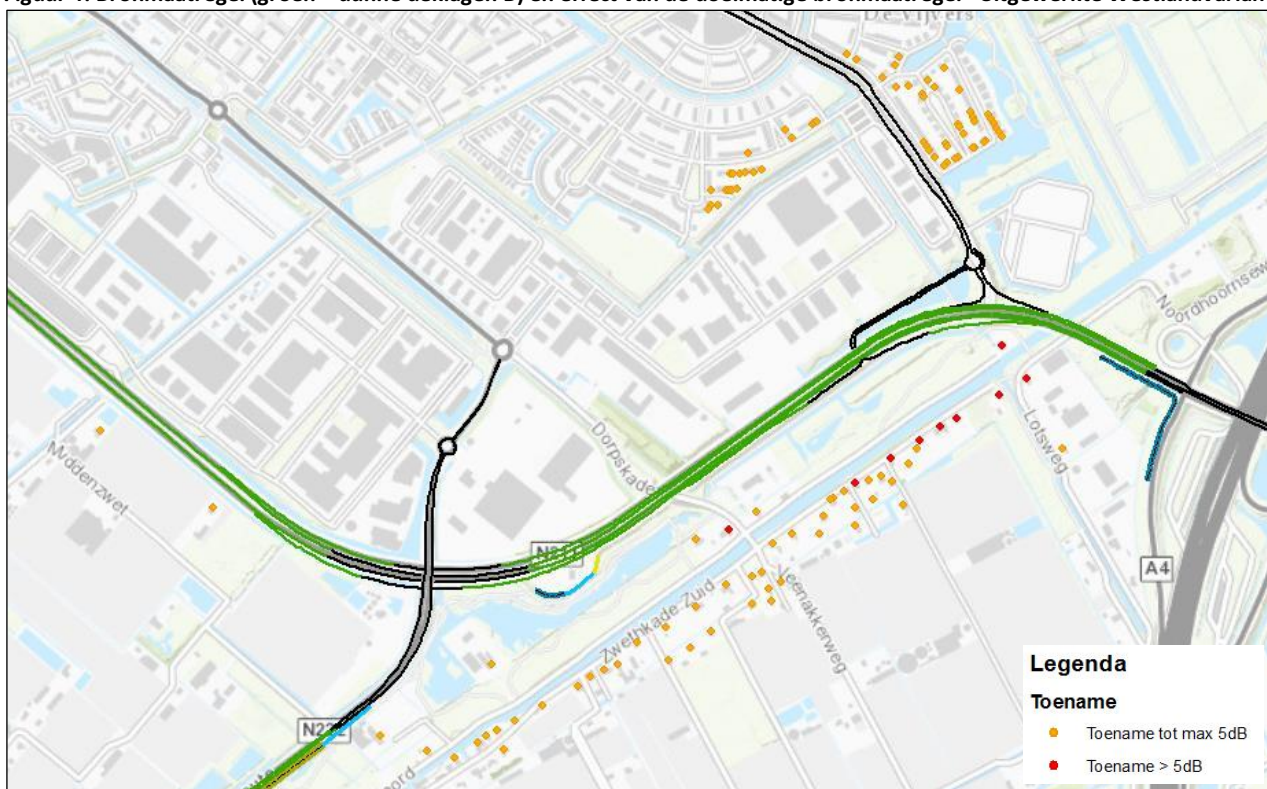 De Vijvers
Noordhoornsew
Lotsweg
Dorpskade
Middenzwet
N211
A4
Zwethkade Zuid
Veenakkerweg
N222
oord
Legenda
Toename
Toename tot max 5dB
Toename > 5dB